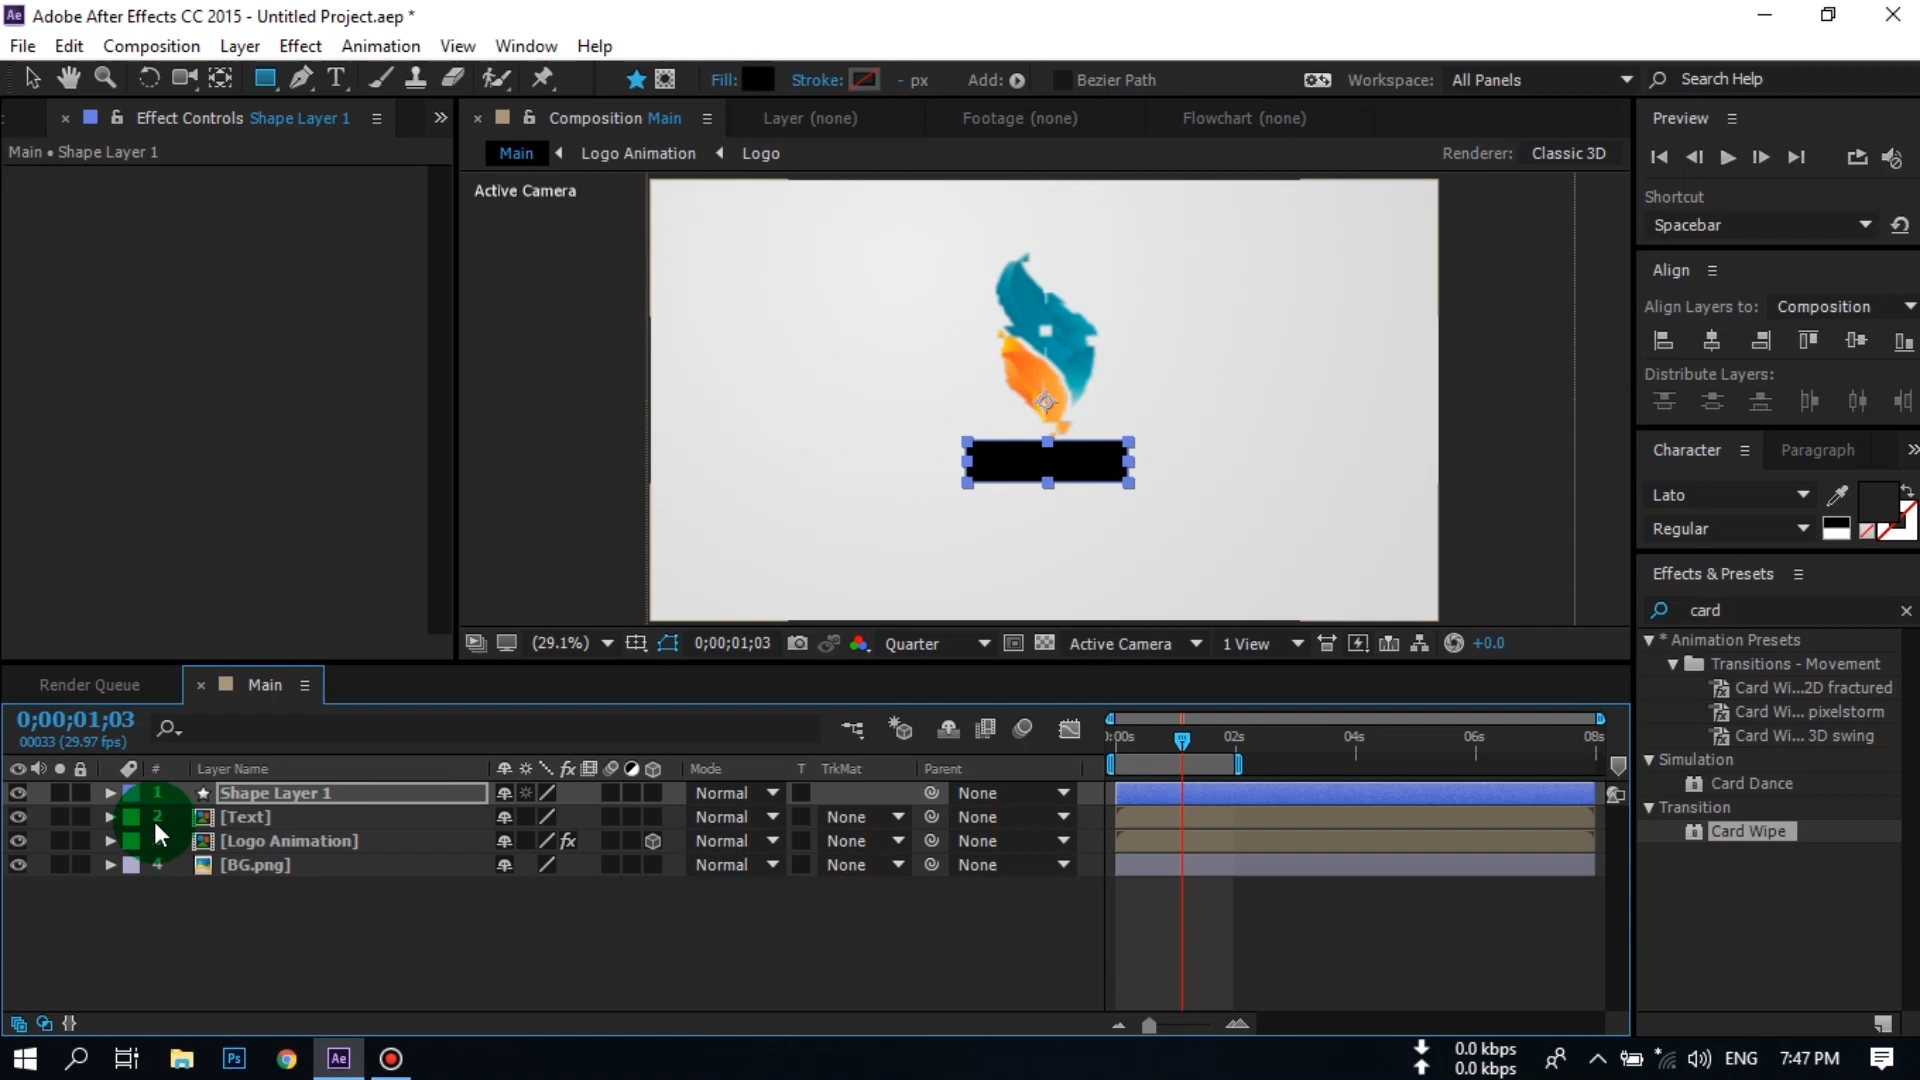 Adobe After Effects CC 2015 - Untitled Project.aep *
File Edit Composition Layer Effect Animation View Window Help
Fill: Stroke: - px Add: Bezier Path Workspace: All Panels Search Help
Effect Controls Shape Layer 1
Main • Shape Layer 1
Composition Main Layer (none) Footage (none) Flowchart (none)
Main Logo Animation Logo Renderer: Classic 3D
Active Camera
(29.1%) 0;00;01;03 Quarter Active Camera 1 View +0.0
Preview
Shortcut
Spacebar
Align
Align Layers to: Composition
Distribute Layers:
Character Paragraph
Lato
Regular
Effects & Presets
card
* Animation Presets
Transitions - Movement
Card Wi...2D fractured
Card Wi... pixelstorm
Card Wi... 3D swing
Simulation
Card Dance
Transition
Card Wipe
Render Queue Main
0;00;01;03
00033 (29.97 fps)
:00s 02s 04s 06s 08s
# Layer Name Mode T TrkMat Parent
1 Shape Layer 1 Normal None
2 [Text] Normal None None
[Logo Animation] Normal None None
4 [BG.png] Normal None None
0.0 kbps
0.0 kbps
ENG 7:47 PM